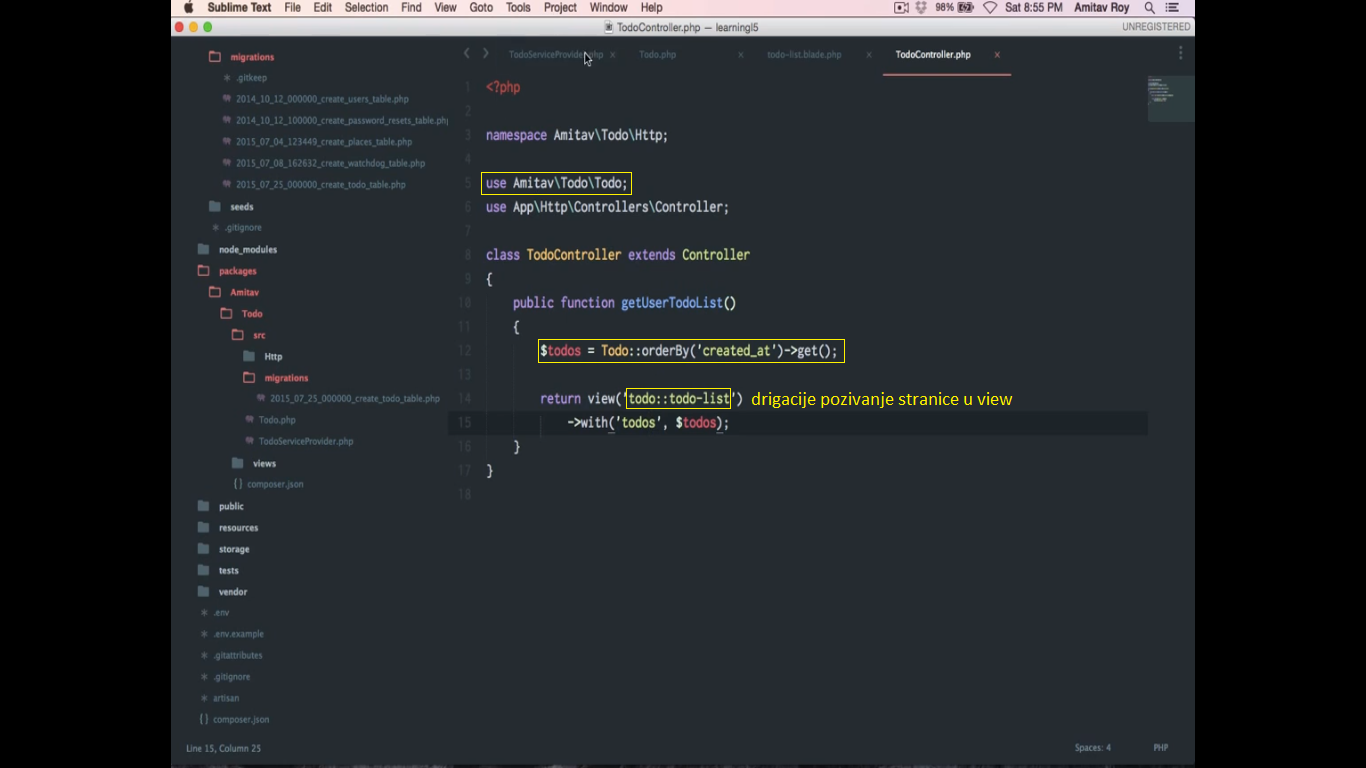 Sublime Text File Edit Selection Find View Goto Tools Project Window Help 98% Sat 8:55 PM Amitav Roy
TodoController.php — learningl5 UNREGISTERED
TodoServiceProvider.php Todo.php todo-list.blade.php TodoController.php
migrations
.gitkeep
2014_10_12_000000_create_users_table.php
2014_10_12_100000_create_password_resets_table.php
2015_07_04_123449_create_places_table.php
2015_07_08_162632_create_watchdog_table.php
2015_07_25_000000_create_todo_table.php
seeds
.gitignore
node_modules
packages
Amitav
Todo
src
Http
migrations
2015_07_25_000000_create_todo_table.php
Todo.php
TodoServiceProvider.php
views
{} composer.json
public
resources
storage
tests
vendor
* .env
* .env.example
* .gitattributes
* .gitignore
* artisan
{} composer.json
1 <?php
2
3 namespace Amitav\Todo\Http;
4
5 use Amitav\Todo\Todo;
6 use App\Http\Controllers\Controller;
7
8 class TodoController extends Controller
9 {
10 public function getUserTodoList()
11 {
12 $todos = Todo::orderBy('created_at')->get();
13
14 return view('todo::todo-list') drigacije pozivanje stranice u view
15 ->with('todos', $todos);
16 }
17 }
18
Line 15, Column 25 Spaces: 4 PHP